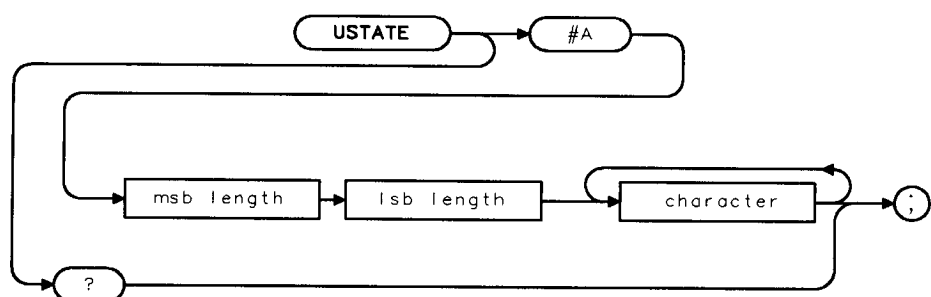 USTATE
#A
msb length
lsb length
character
;
?